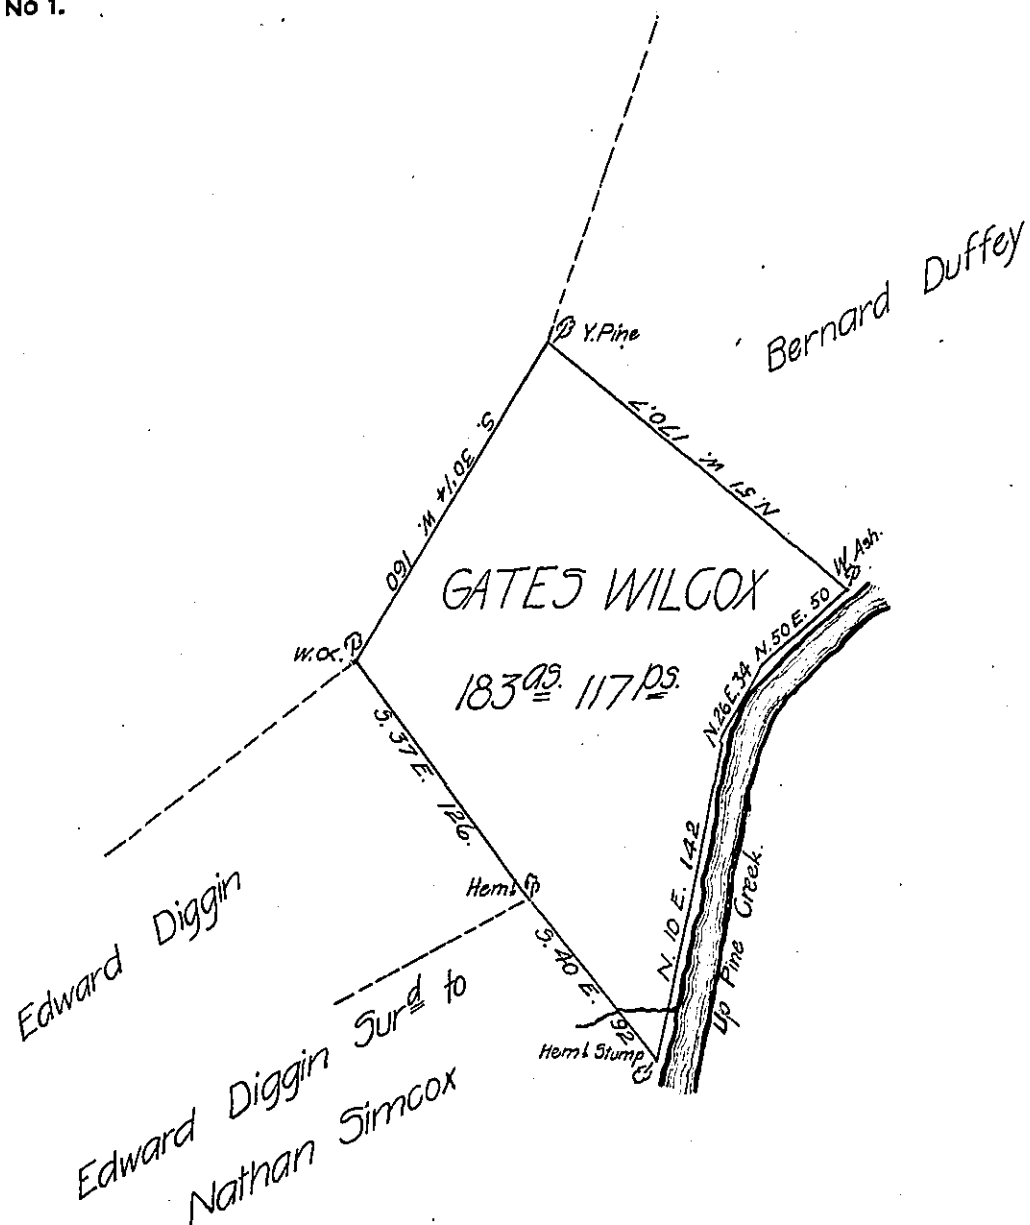 No 1.
Bernard Duffey
Y. Pine
N. 51 W. 170.7
S. 30¼ W. 160
W. Ash.
GATES WILCOX
183 as. 117 ps.
N. 50 E. 50
N. 26 E. 34
N. 10 E. 142
Up Pine Creek.
W. Oc.
S. 37 E. 126.
Heml.
S. 40 E. 92
Heml. Stump
Edward Diggin
Edward Diggin Surd to
Nathan Simcox